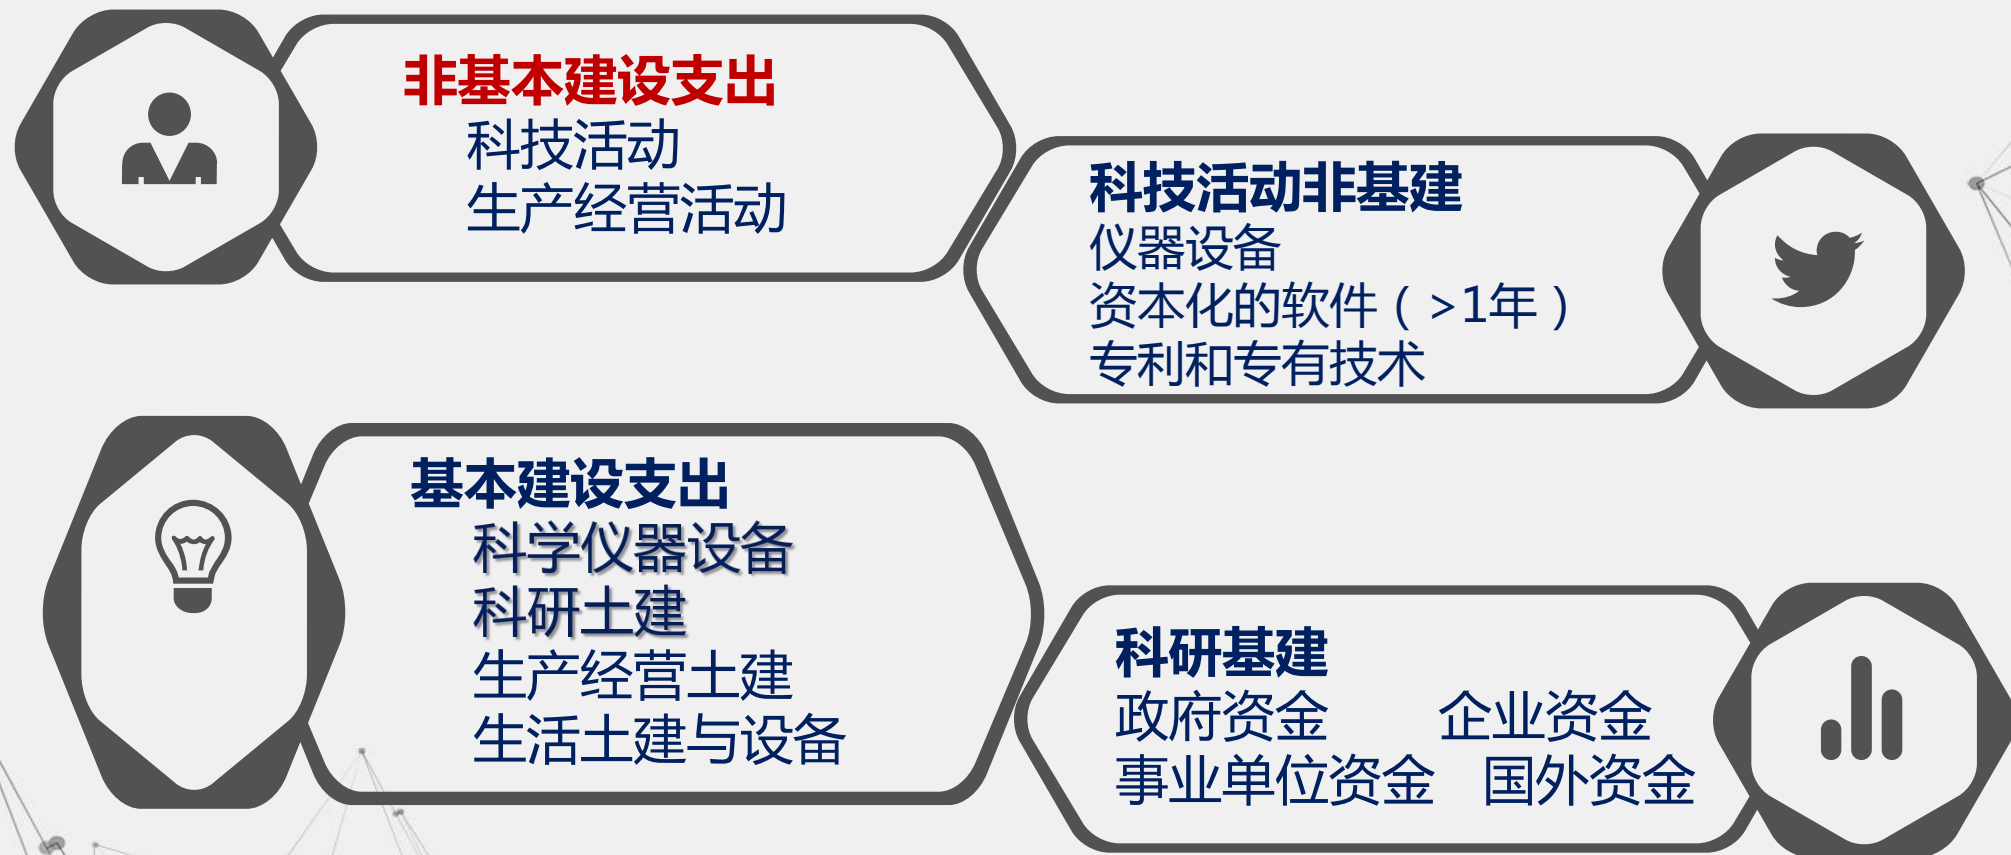 非基本建设支出
科技活动
生产经营活动
科技活动非基建
仪器设备
资本化的软件（>1年）
专利和专有技术
基本建设支出
科学仪器设备
科研土建
生产经营土建
生活土建与设备
科研基建
政府资金 企业资金
事业单位资金 国外资金